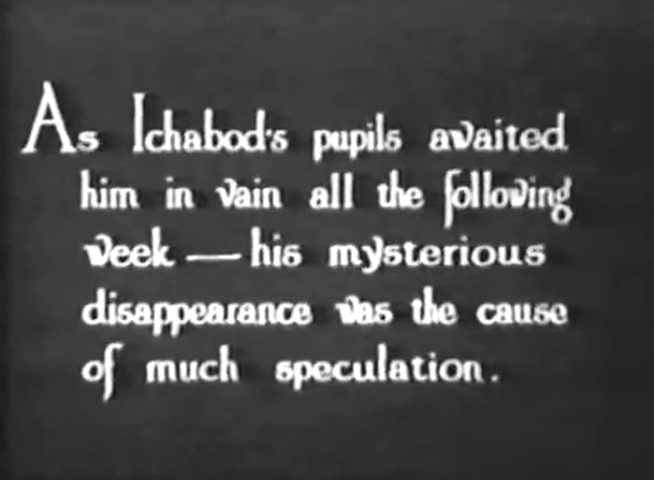 As Ichabod's pupils awaited
him in vain all the following
week — his mysterious
disappearance was the cause
of much speculation.